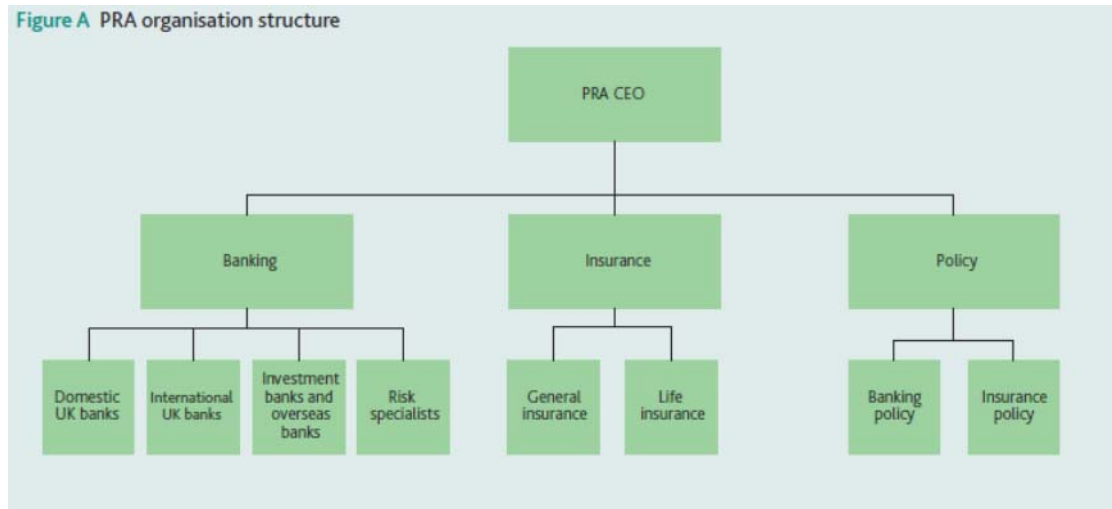 Figure A PRA organisation structure
PRA CEO
Banking
Insurance
Policy
Domestic
UK banks
International
UK banks
Investment
banks and
overseas
banks
Risk
specialists
General
insurance
Life
insurance
Banking
policy
Insurance
policy